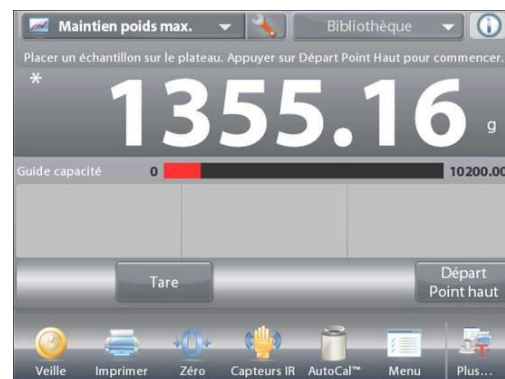 Maintien poids max. Bibliothèque
Placer un échantillon sur le plateau. Appuyer sur Départ Point Haut pour commencer.
* 1355.16 g
Guide capacité 0 10200.00
Tare Départ
Point haut
Veille Imprimer Zéro Capteurs IR AutoCal™ Menu Plus...